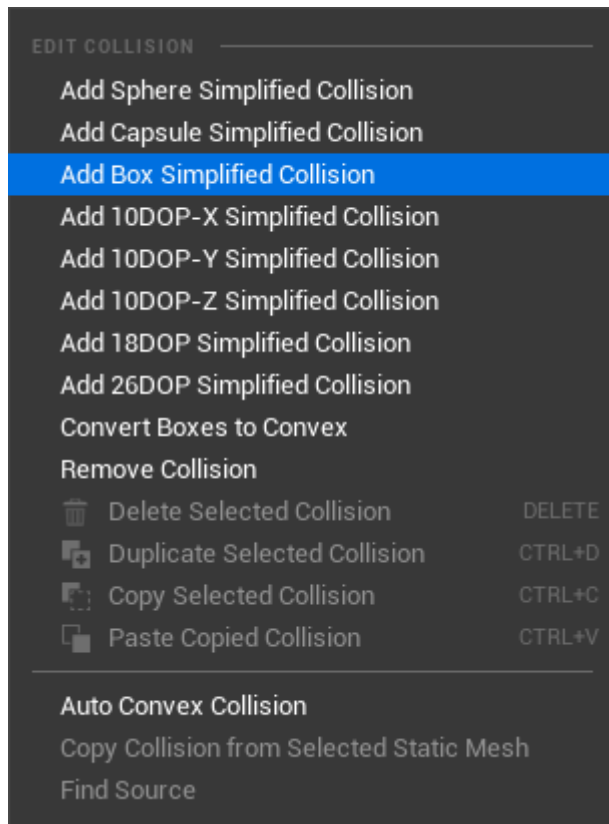 EDIT COLLISION
Add Sphere Simplified Collision
Add Capsule Simplified Collision
Add Box Simplified Collision
Add 10DOP-X Simplified Collision
Add 10DOP-Y Simplified Collision
Add 10DOP-Z Simplified Collision
Add 18DOP Simplified Collision
Add 26DOP Simplified Collision
Convert Boxes to Convex
Remove Collision
Delete Selected Collision DELETE
Duplicate Selected Collision CTRL+D
Copy Selected Collision CTRL+C
Paste Copied Collision CTRL+V
Auto Convex Collision
Copy Collision from Selected Static Mesh
Find Source